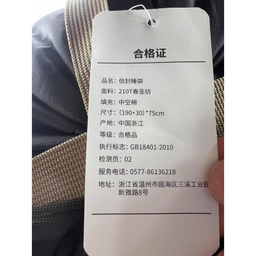 合格证
品名：信封睡袋
面料：210T春亚纺
填充：中空棉
尺寸：(190+30)*75cm
产地：中国浙江
等级：合格品
执行标志：GB18401-2010
检测员：02
服务电话：0577-86136218
地址：浙江省温州市瓯海区三溪工业园
新雅路8号